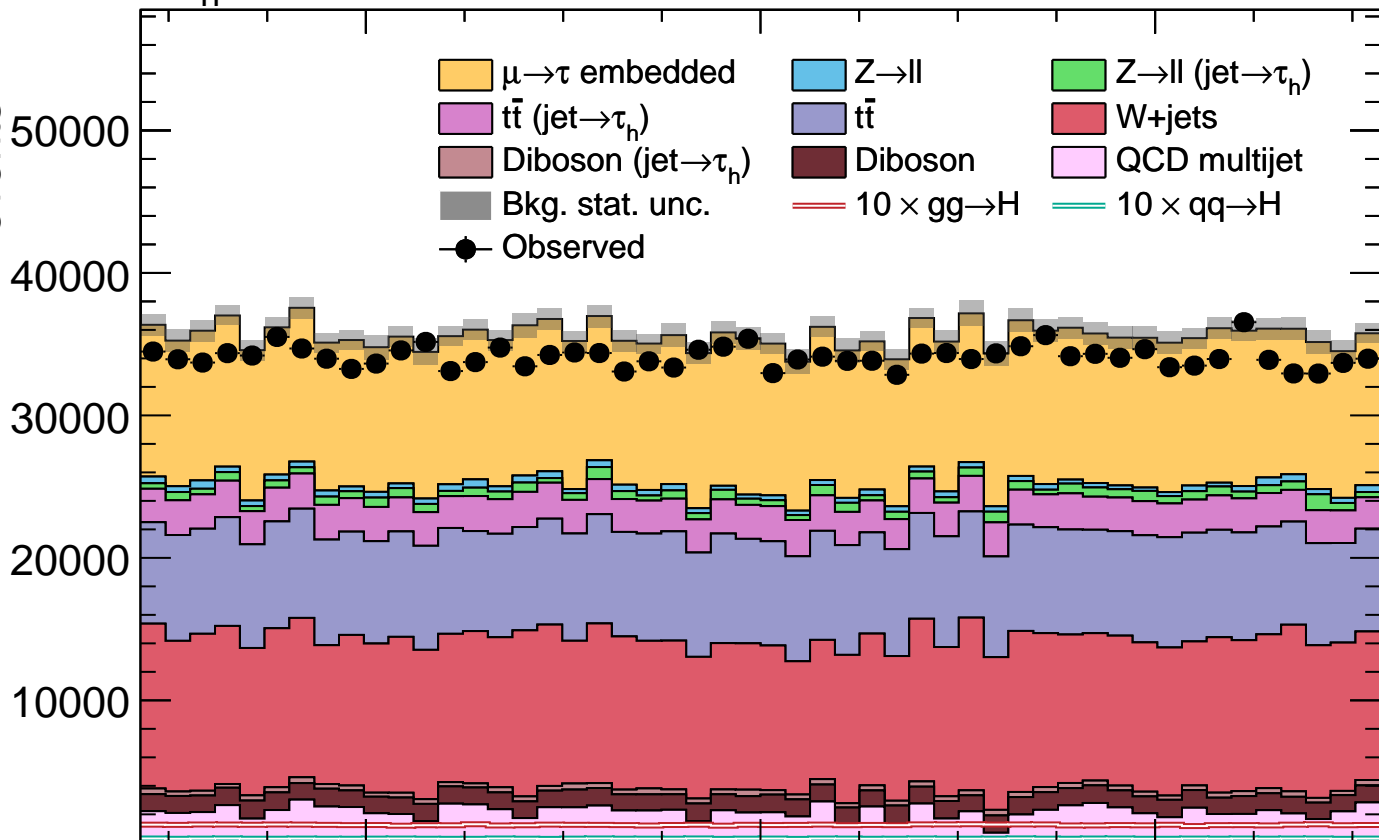 μ→τ embedded Z→ll Z→ll (jet→τh)
tt̄ (jet→τh) tt̄ W+jets
Diboson (jet→τh) Diboson QCD multijet
Bkg. stat. unc. 10 × gg→H 10 × qq→H
Observed
50000
40000
30000
20000
10000